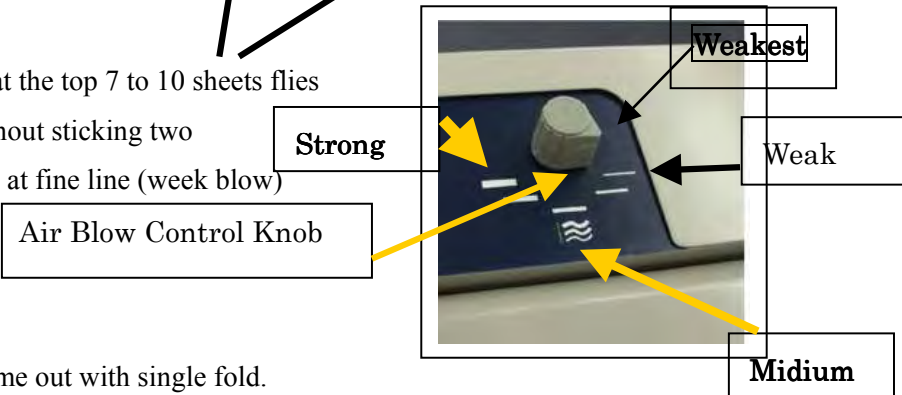 at the top 7 to 10 sheets flies
hout sticking two
at fine line (week blow)
me out with single fold.
Weakest
Strong
Weak
Air Blow Control Knob
Midium